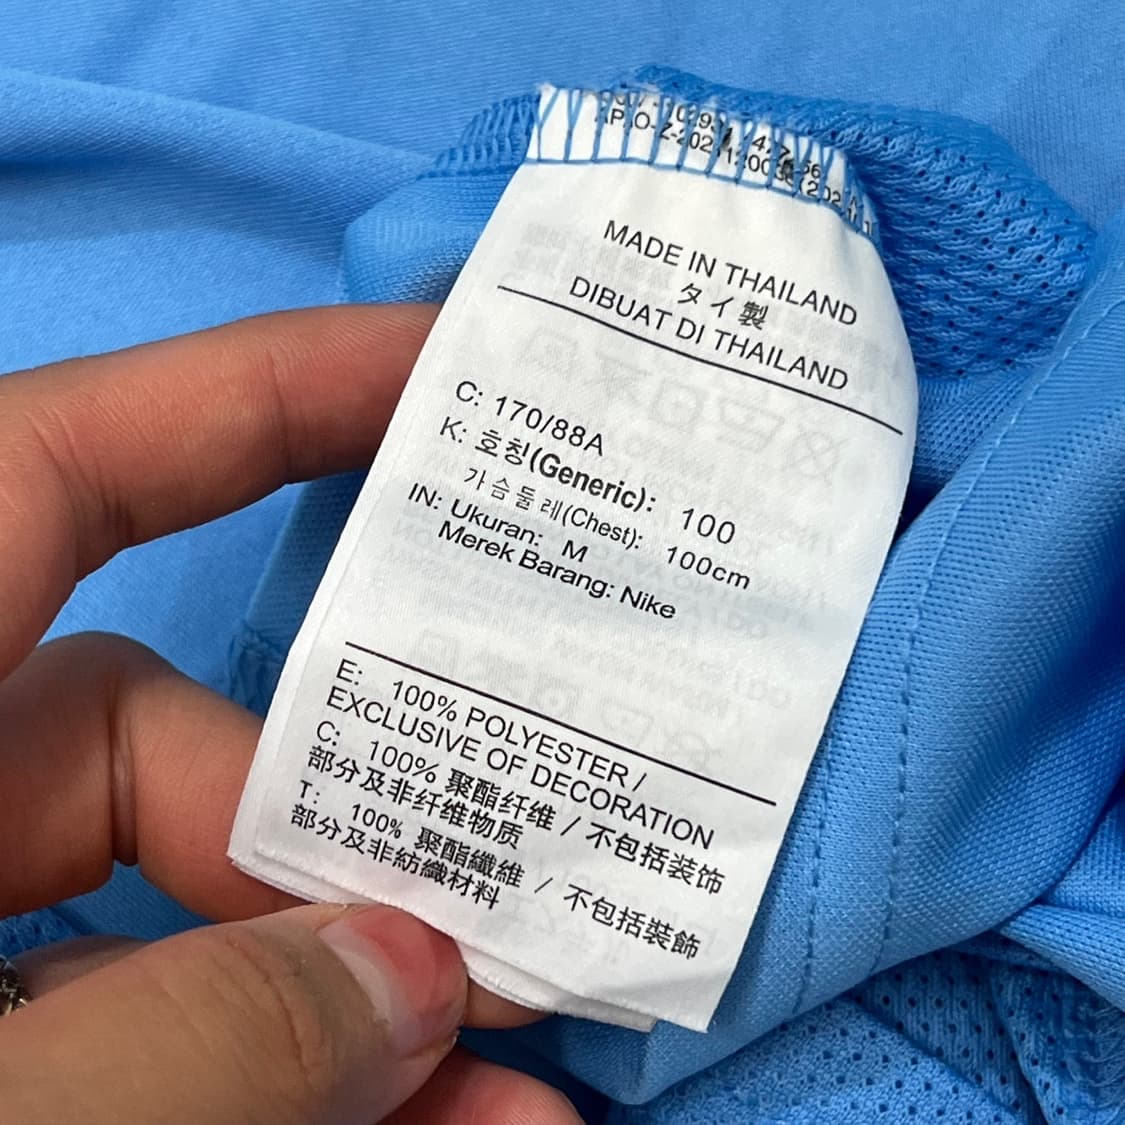 MADE IN THAILAND
タイ製
DIBUAT DI THAILAND
C: 170/88A
K: 호칭(Generic): 100
가슴둘레(Chest): 100cm
IN: Ukuran: M
Merek Barang: Nike
E: 100% POLYESTER /
EXCLUSIVE OF DECORATION
C: 100% 聚酯纤维 / 不包括装饰
部分及非纤维物质
T: 100% 聚酯纖維 / 不包括裝飾
部分及非紡織材料